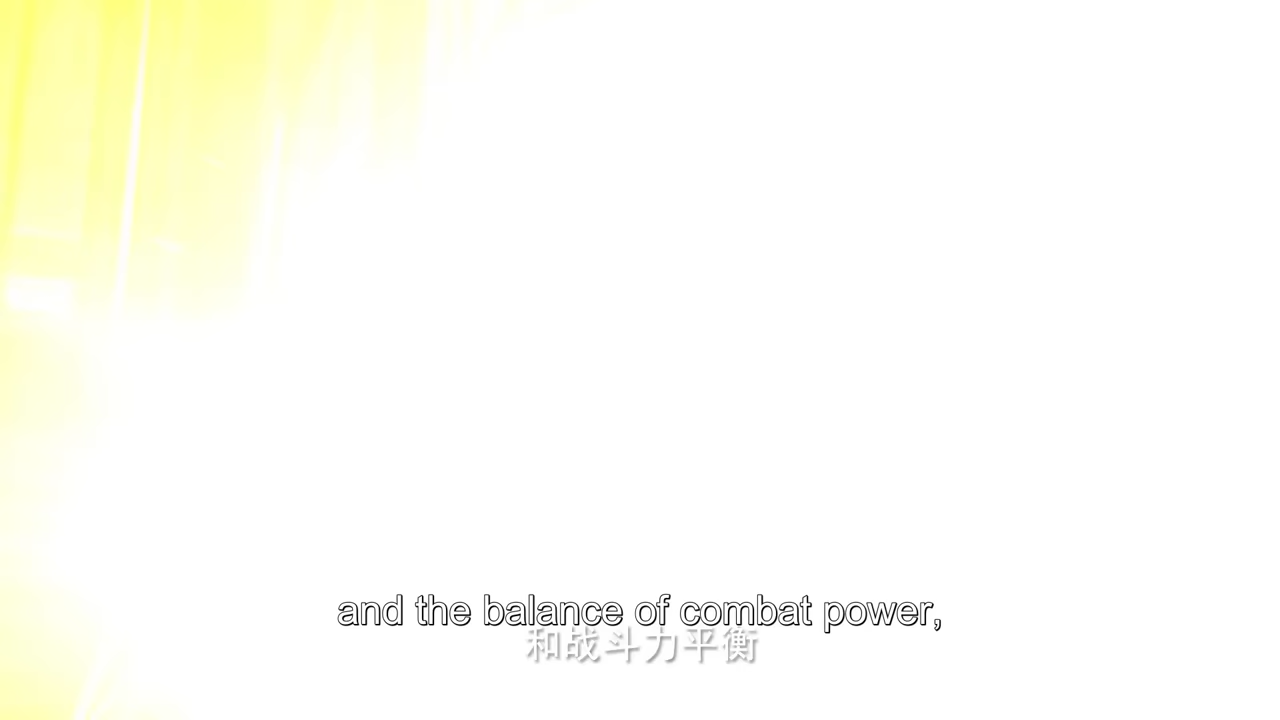 and the balance of combat power,
和战斗力平衡